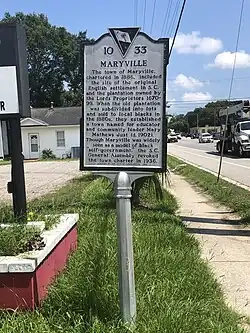 10 33
MARYVILLE
The town of Maryville,
chartered in 1886, included
the site of the original
English settlement in S.C.
and the plantation owned by
the Lords Proprietors 1670-
99. When the old plantation
was subdivided into lots
and sold to local blacks in
the 1880s, they established
a town named for educator
and community leader Mary
Mathews
Though Maryville was widely
seen as a model of black
self-government, the S.C.
General Assembly revoked
the town charter in 1936.